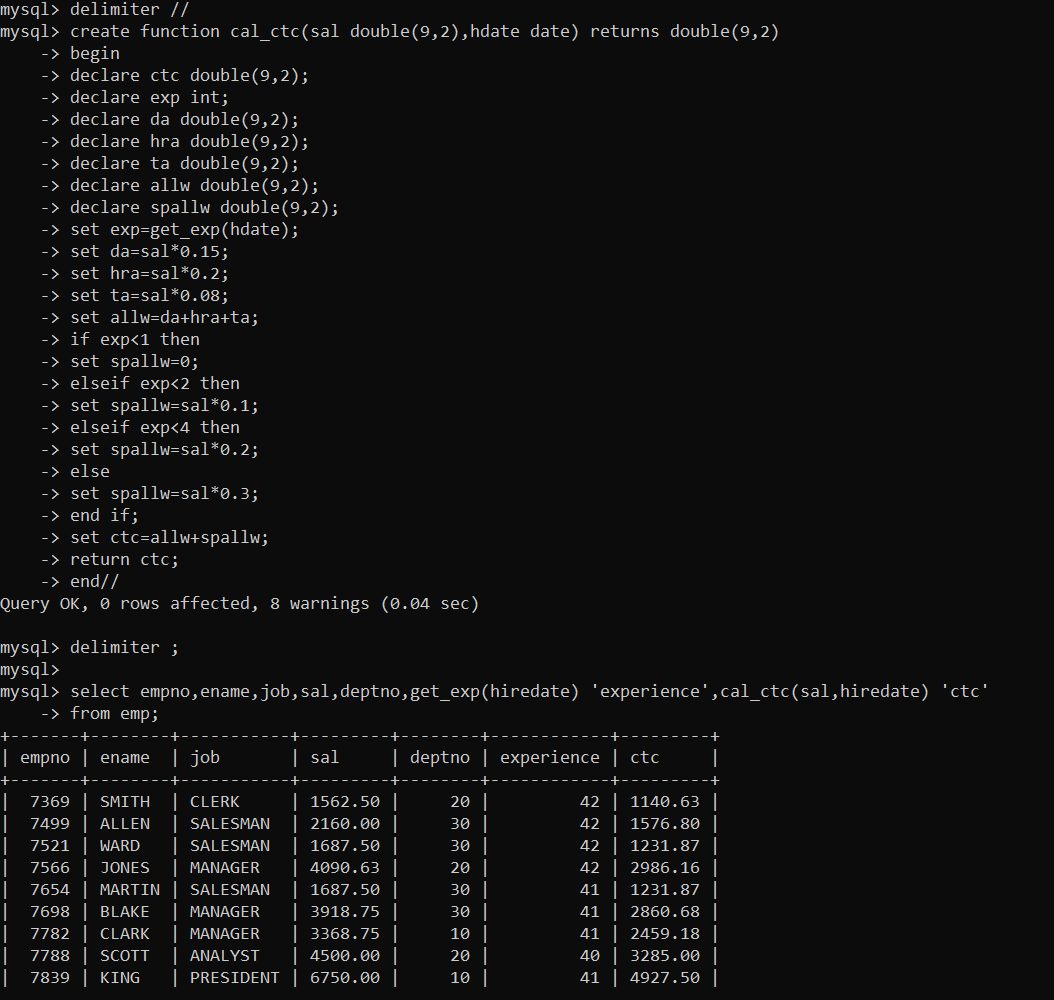 mysql> delimiter //
mysql> create function cal_ctc(sal double(9,2),hdate date) returns double(9,2)
    -> begin
    -> declare ctc double(9,2);
    -> declare exp int;
    -> declare da double(9,2);
    -> declare hra double(9,2);
    -> declare ta double(9,2);
    -> declare allw double(9,2);
    -> declare spallw double(9,2);
    -> set exp=get_exp(hdate);
    -> set da=sal*0.15;
    -> set hra=sal*0.2;
    -> set ta=sal*0.08;
    -> set allw=da+hra+ta;
    -> if exp<1 then
    -> set spallw=0;
    -> elseif exp<2 then
    -> set spallw=sal*0.1;
    -> elseif exp<4 then
    -> set spallw=sal*0.2;
    -> else
    -> set spallw=sal*0.3;
    -> end if;
    -> set ctc=allw+spallw;
    -> return ctc;
    -> end//
Query OK, 0 rows affected, 8 warnings (0.04 sec)

mysql> delimiter ;
mysql>
mysql> select empno,ename,job,sal,deptno,get_exp(hiredate) 'experience',cal_ctc(sal,hiredate) 'ctc'
    -> from emp;
+-------+--------+-----------+---------+--------+------------+---------+
| empno | ename  | job       | sal     | deptno | experience | ctc     |
+-------+--------+-----------+---------+--------+------------+---------+
|  7369 | SMITH  | CLERK     | 1562.50 |     20 |         42 | 1140.63 |
|  7499 | ALLEN  | SALESMAN  | 2160.00 |     30 |         42 | 1576.80 |
|  7521 | WARD   | SALESMAN  | 1687.50 |     30 |         42 | 1231.87 |
|  7566 | JONES  | MANAGER   | 4090.63 |     20 |         42 | 2986.16 |
|  7654 | MARTIN | SALESMAN  | 1687.50 |     30 |         41 | 1231.87 |
|  7698 | BLAKE  | MANAGER   | 3918.75 |     30 |         41 | 2860.68 |
|  7782 | CLARK  | MANAGER   | 3368.75 |     10 |         41 | 2459.18 |
|  7788 | SCOTT  | ANALYST   | 4500.00 |     20 |         40 | 3285.00 |
|  7839 | KING   | PRESIDENT | 6750.00 |     10 |         41 | 4927.50 |